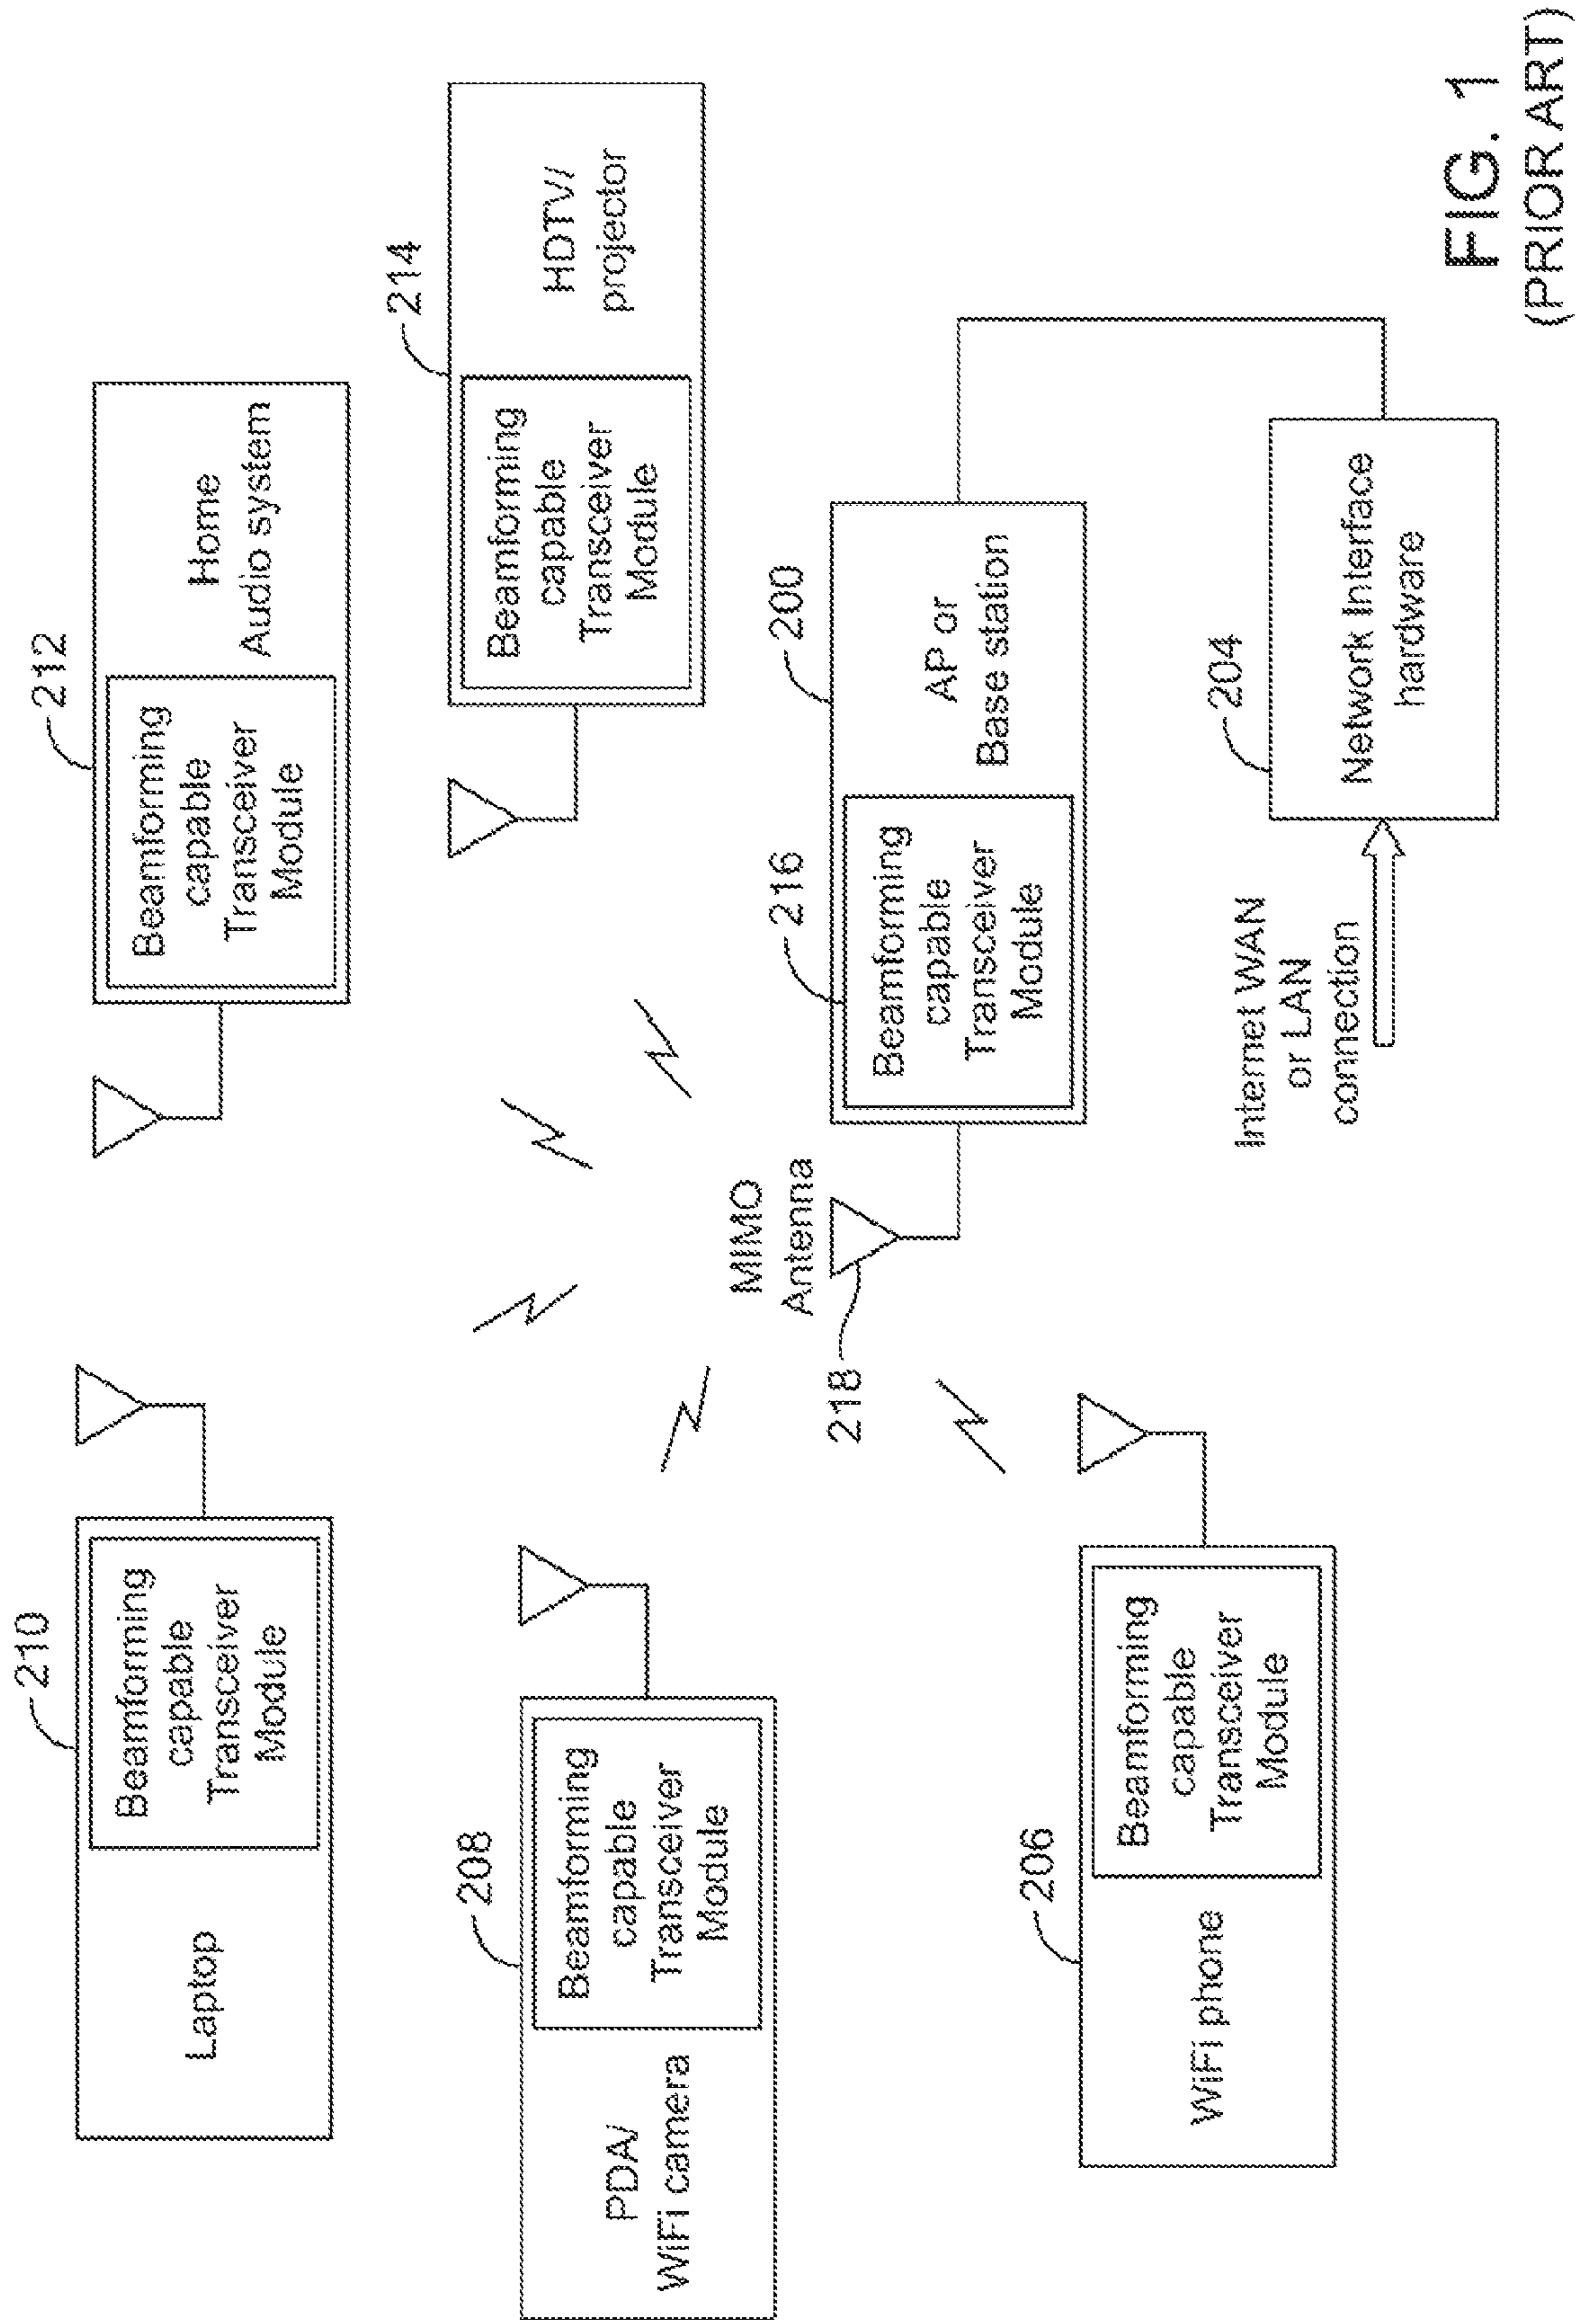 210
Laptop
Beamforming
capable
Transceiver
Module
212
Beamforming
capable
Transceiver
Module
Home
Audio system
208
PDA/
WiFi camera
Beamforming
capable
Transceiver
Module
214
Beamforming
capable
Transceiver
Module
HDTV/
projector
MIMO
Antenna
218
216
200
Beamforming
capable
Transceiver
Module
AP or
Base station
206
WiFi phone
Beamforming
capable
Transceiver
Module
Internet WAN
or LAN
connection
204
Network Interface
hardware
FIG. 1
(PRIOR ART)